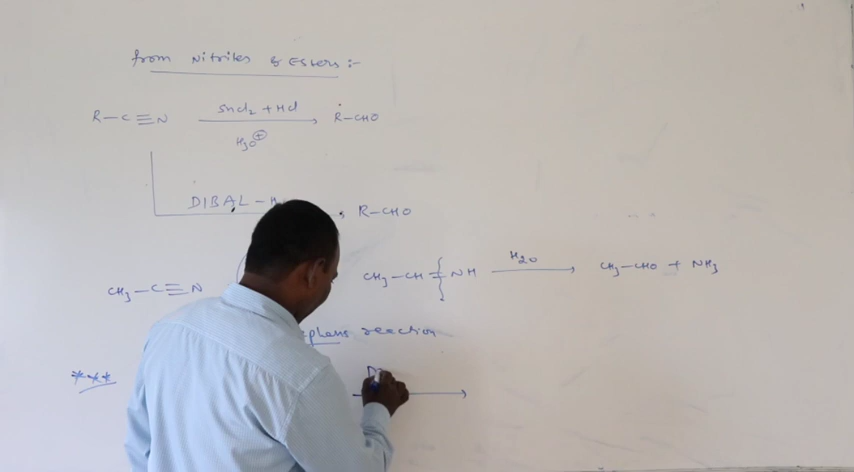 from Nitriles & Esters :-
R-C≡N SnCl2 + HCl R-CHO
H3O⊕
DIBAL-H R-CHO
CH3-C≡N CH3-CH=NH H2O CH3-CHO + NH3
reaction
***